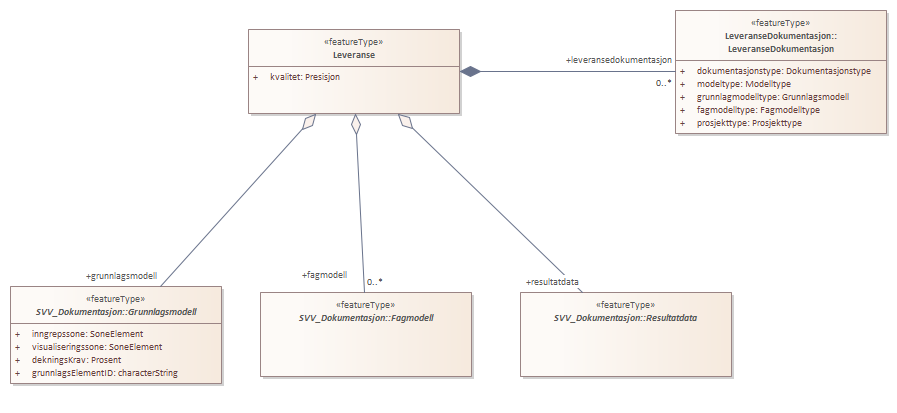 «featureType»
Leveranse
+ kvalitet: Presisjon
«featureType»
LeveranseDokumentasjon::
LeveranseDokumentasjon
+ dokumentasjonstype: Dokumentasjonstype
+ modeltype: Modelltype
+ grunnlagmodelltype: Grunnlagsmodell
+ fagmodelltype: Fagmodelltype
+ prosjekttype: Prosjekttype
+leveransedokumentasjon
0..*
+grunnlagsmodell
+fagmodell
0..*
+resultatdata
«featureType»
SVV_Dokumentasjon::Grunnlagsmodell
+ inngrepssone: SoneElement
+ visualiseringssone: SoneElement
+ dekningsKrav: Prosent
+ grunnlagsElementID: characterString
«featureType»
SVV_Dokumentasjon::Fagmodell
«featureType»
SVV_Dokumentasjon::Resultatdata